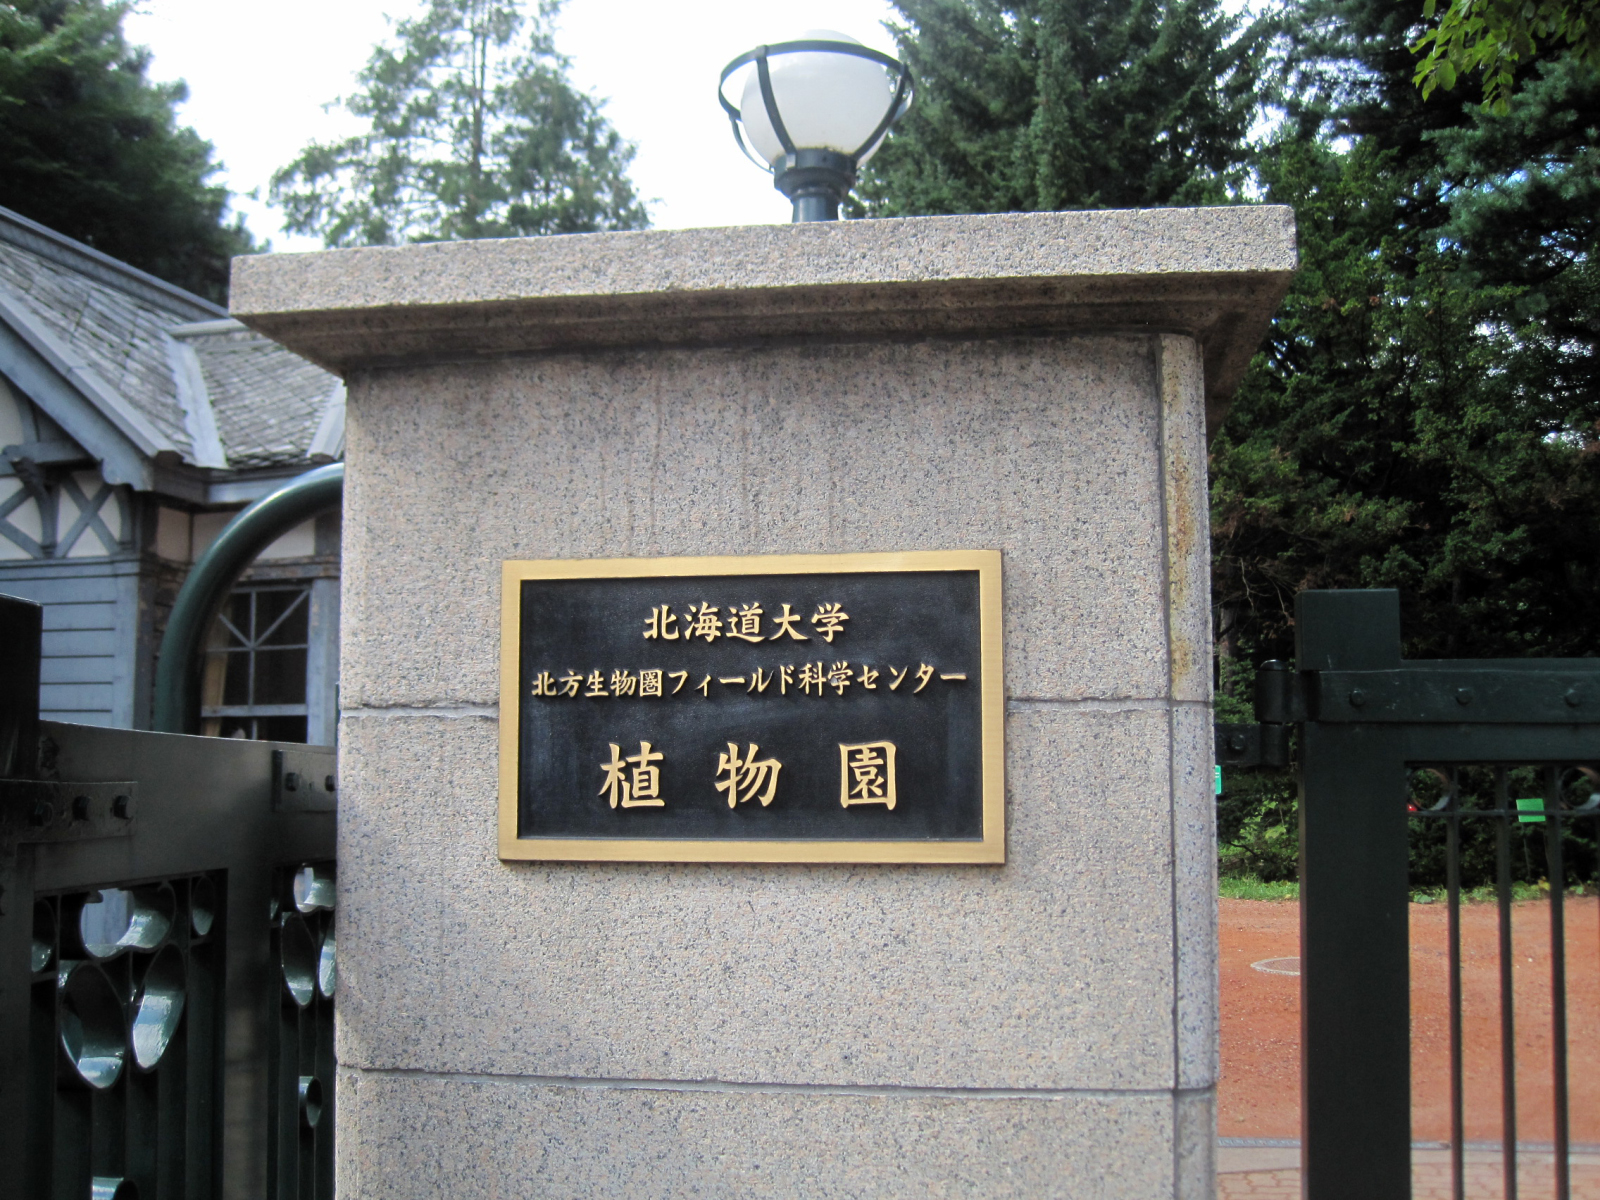 北海道大学
北方生物圏フィールド科学センター
植物園